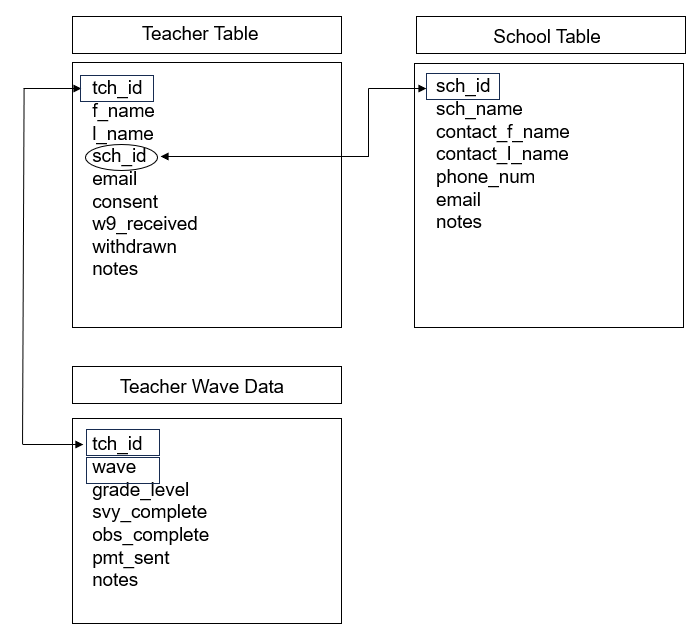 Teacher Table
tch_id
f_name
l_name
sch_id
email
consent
w9_received
withdrawn
notes
School Table
sch_id
sch_name
contact_f_name
contact_l_name
phone_num
email
notes
Teacher Wave Data
tch_id
wave
grade_level
svy_complete
obs_complete
pmt_sent
notes